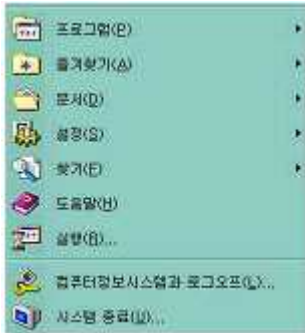 프로그램(P)
즐겨찾기(A)
문서(D)
설정(S)
찾기(F)
도움말(H)
실행(R)...
컴퓨터정보시스템과 로그오프(L)...
시스템 종료(U)...